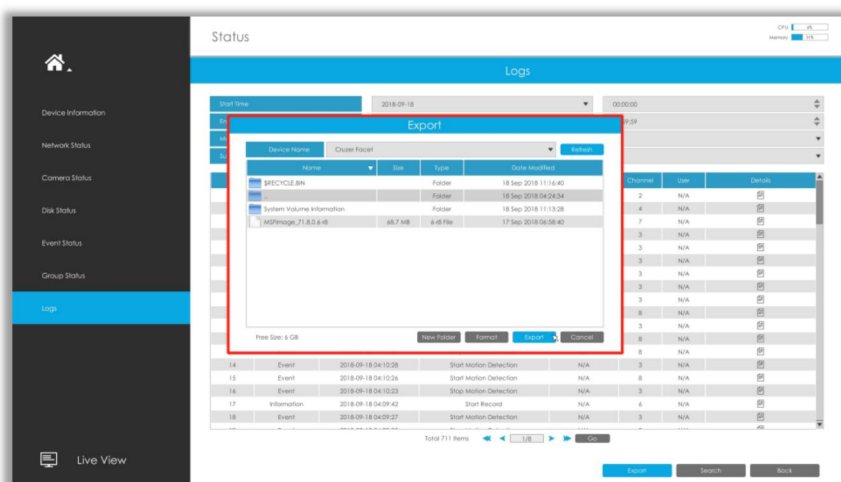 Status
CPU
Memory
Logs
Device Information
Network Status
Camera Status
Disk Status
Event Status
Group Status
Logs
Live View
Start Time 2018-09-18 00:00:00
Export
Device Name Cruzer Facet Refresh
Name Size Type Date Modified
$RECYCLE.BIN Folder 18 Sep 2018 11:16:40
.. Folder 18 Sep 2018 04:24:34
System Volume Information Folder 18 Sep 2018 11:13:28
MSPImage_71.8.0.6-r8 68.7 MB 6-r8 File 17 Sep 2018 06:58:40
Free Size: 6 GB New Folder Format Export Cancel
Channel User Details
2 N/A
4 N/A
7 N/A
3 N/A
3 N/A
3 N/A
3 N/A
3 N/A
3 N/A
8 N/A
3 N/A
8 N/A
8 N/A
14 Event 2018-09-18 04:10:28 Start Motion Detection N/A 3 N/A
15 Event 2018-09-18 04:10:26 Start Motion Detection N/A 8 N/A
16 Event 2018-09-18 04:10:23 Stop Motion Detection N/A 3 N/A
17 Information 2018-09-18 04:09:42 Start Record N/A 6 N/A
18 Event 2018-09-18 04:09:27 Start Motion Detection N/A 3 N/A
Total 711 Items 1/8 Go
Export Search Back